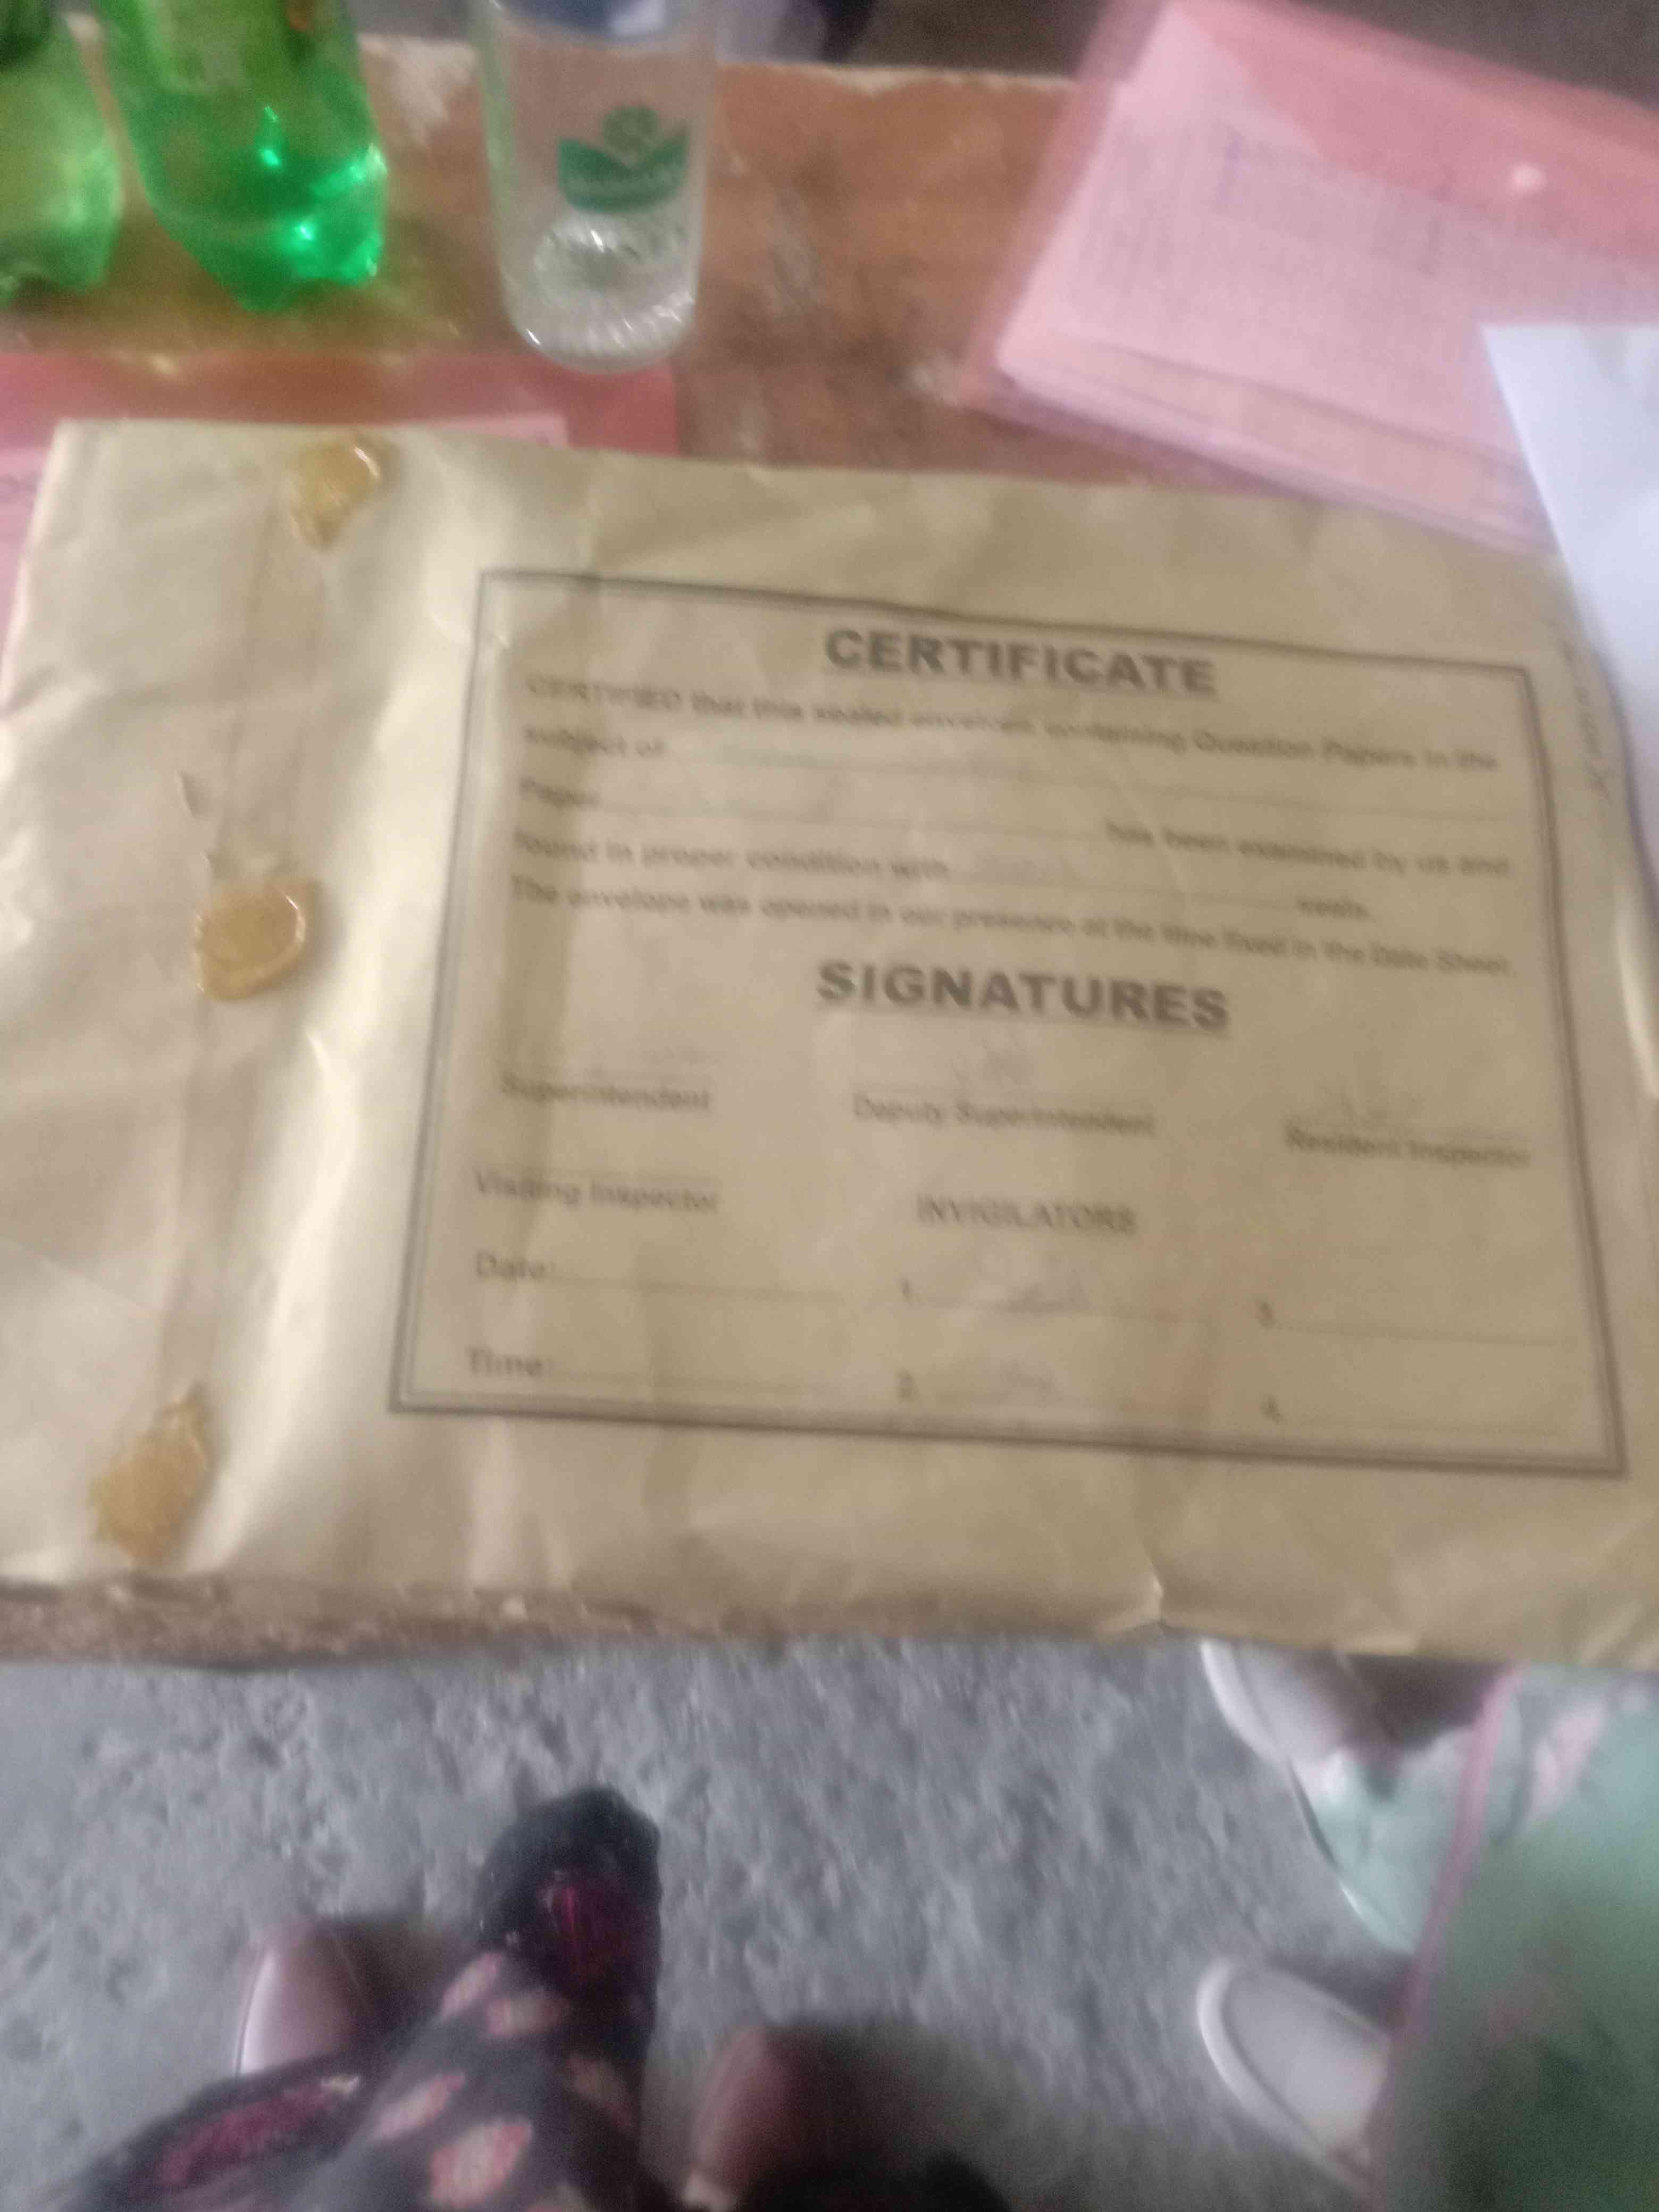 CERTIFICATE
CERTIFIED that this sealed envelope containing Question Papers in the
subject of
Paper has been examined by us and
found in proper condition with seals.
The envelope was opened in our presence at the time fixed in the Date Sheet.
SIGNATURES
Superintendent Deputy Superintendent Resident Inspector
Visiting Inspector INVIGILATORS
Date: 1. 3.
Time: 2. 4.